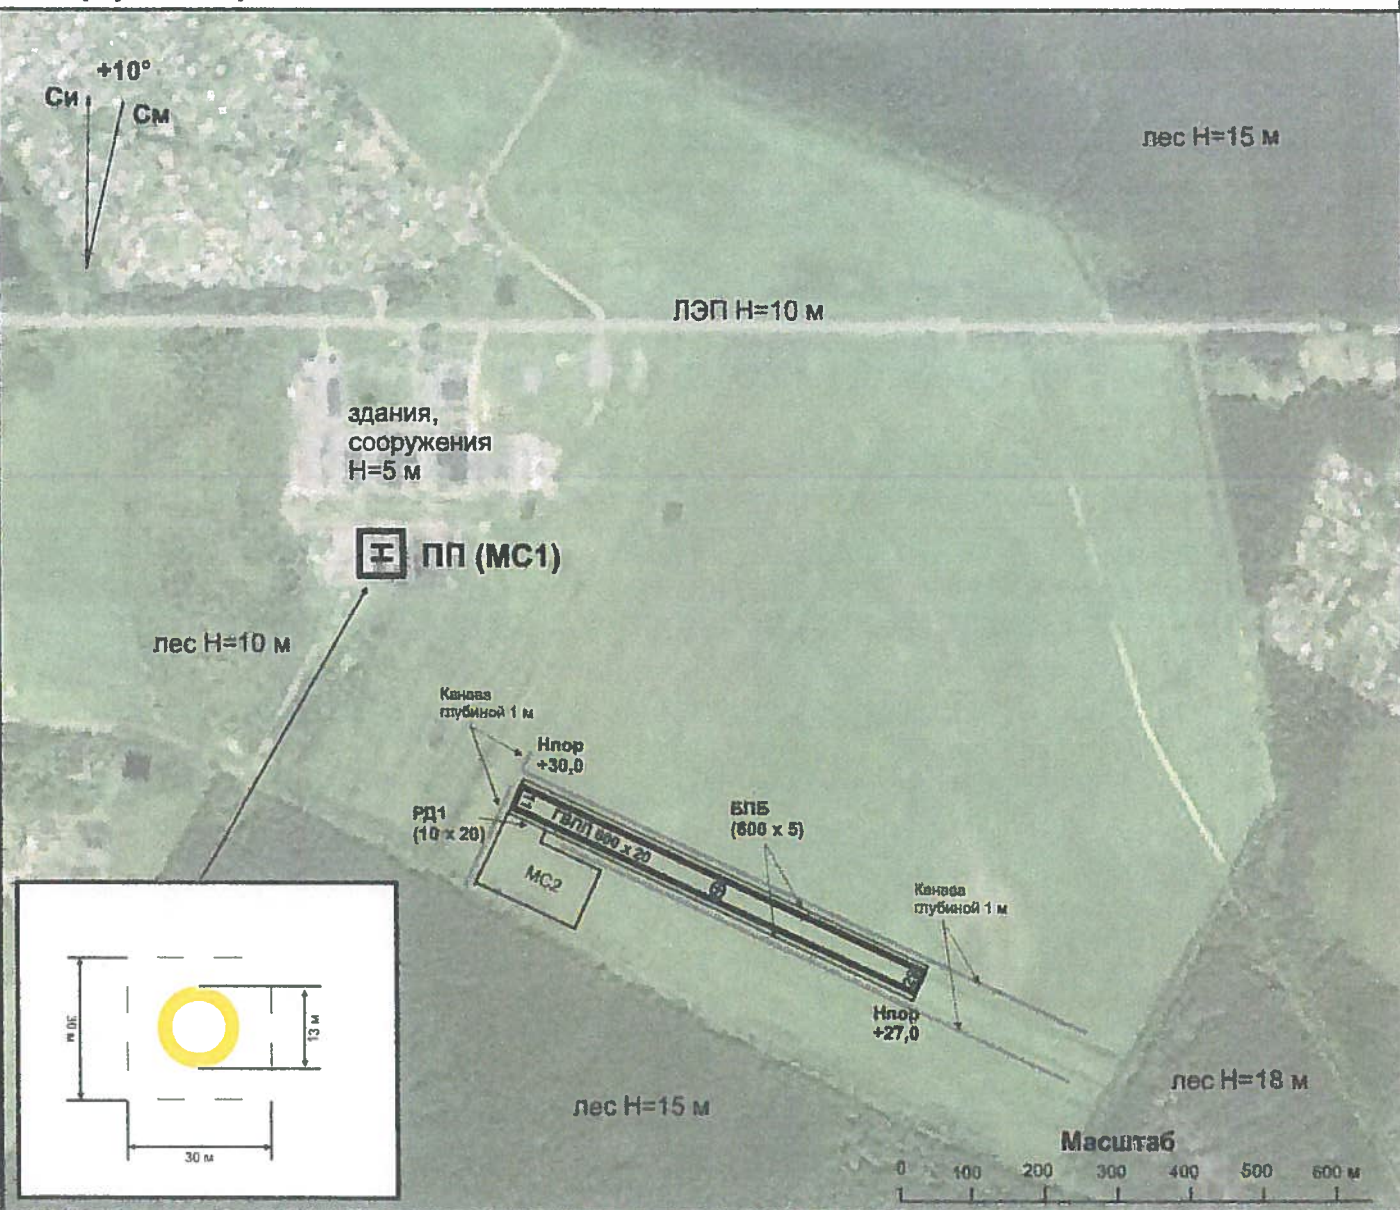 +10°
Си
См
лес Н=15 м
ЛЭП Н=10 м
здания,
сооружения
Н=5 м
ПП (МС1)
лес Н=10 м
Канава
глубиной 1 м
Нпор
+30,0
РД1
(10 x 20)
11
ГВПП 600 x 20
БПБ
(600 x 5)
МС2
Канава
глубиной 1 м
29
Нпор
+27,0
30 м
13 м
30 м
лес Н=15 м
лес Н=18 м
Масштаб
0 100 200 300 400 500 600 м